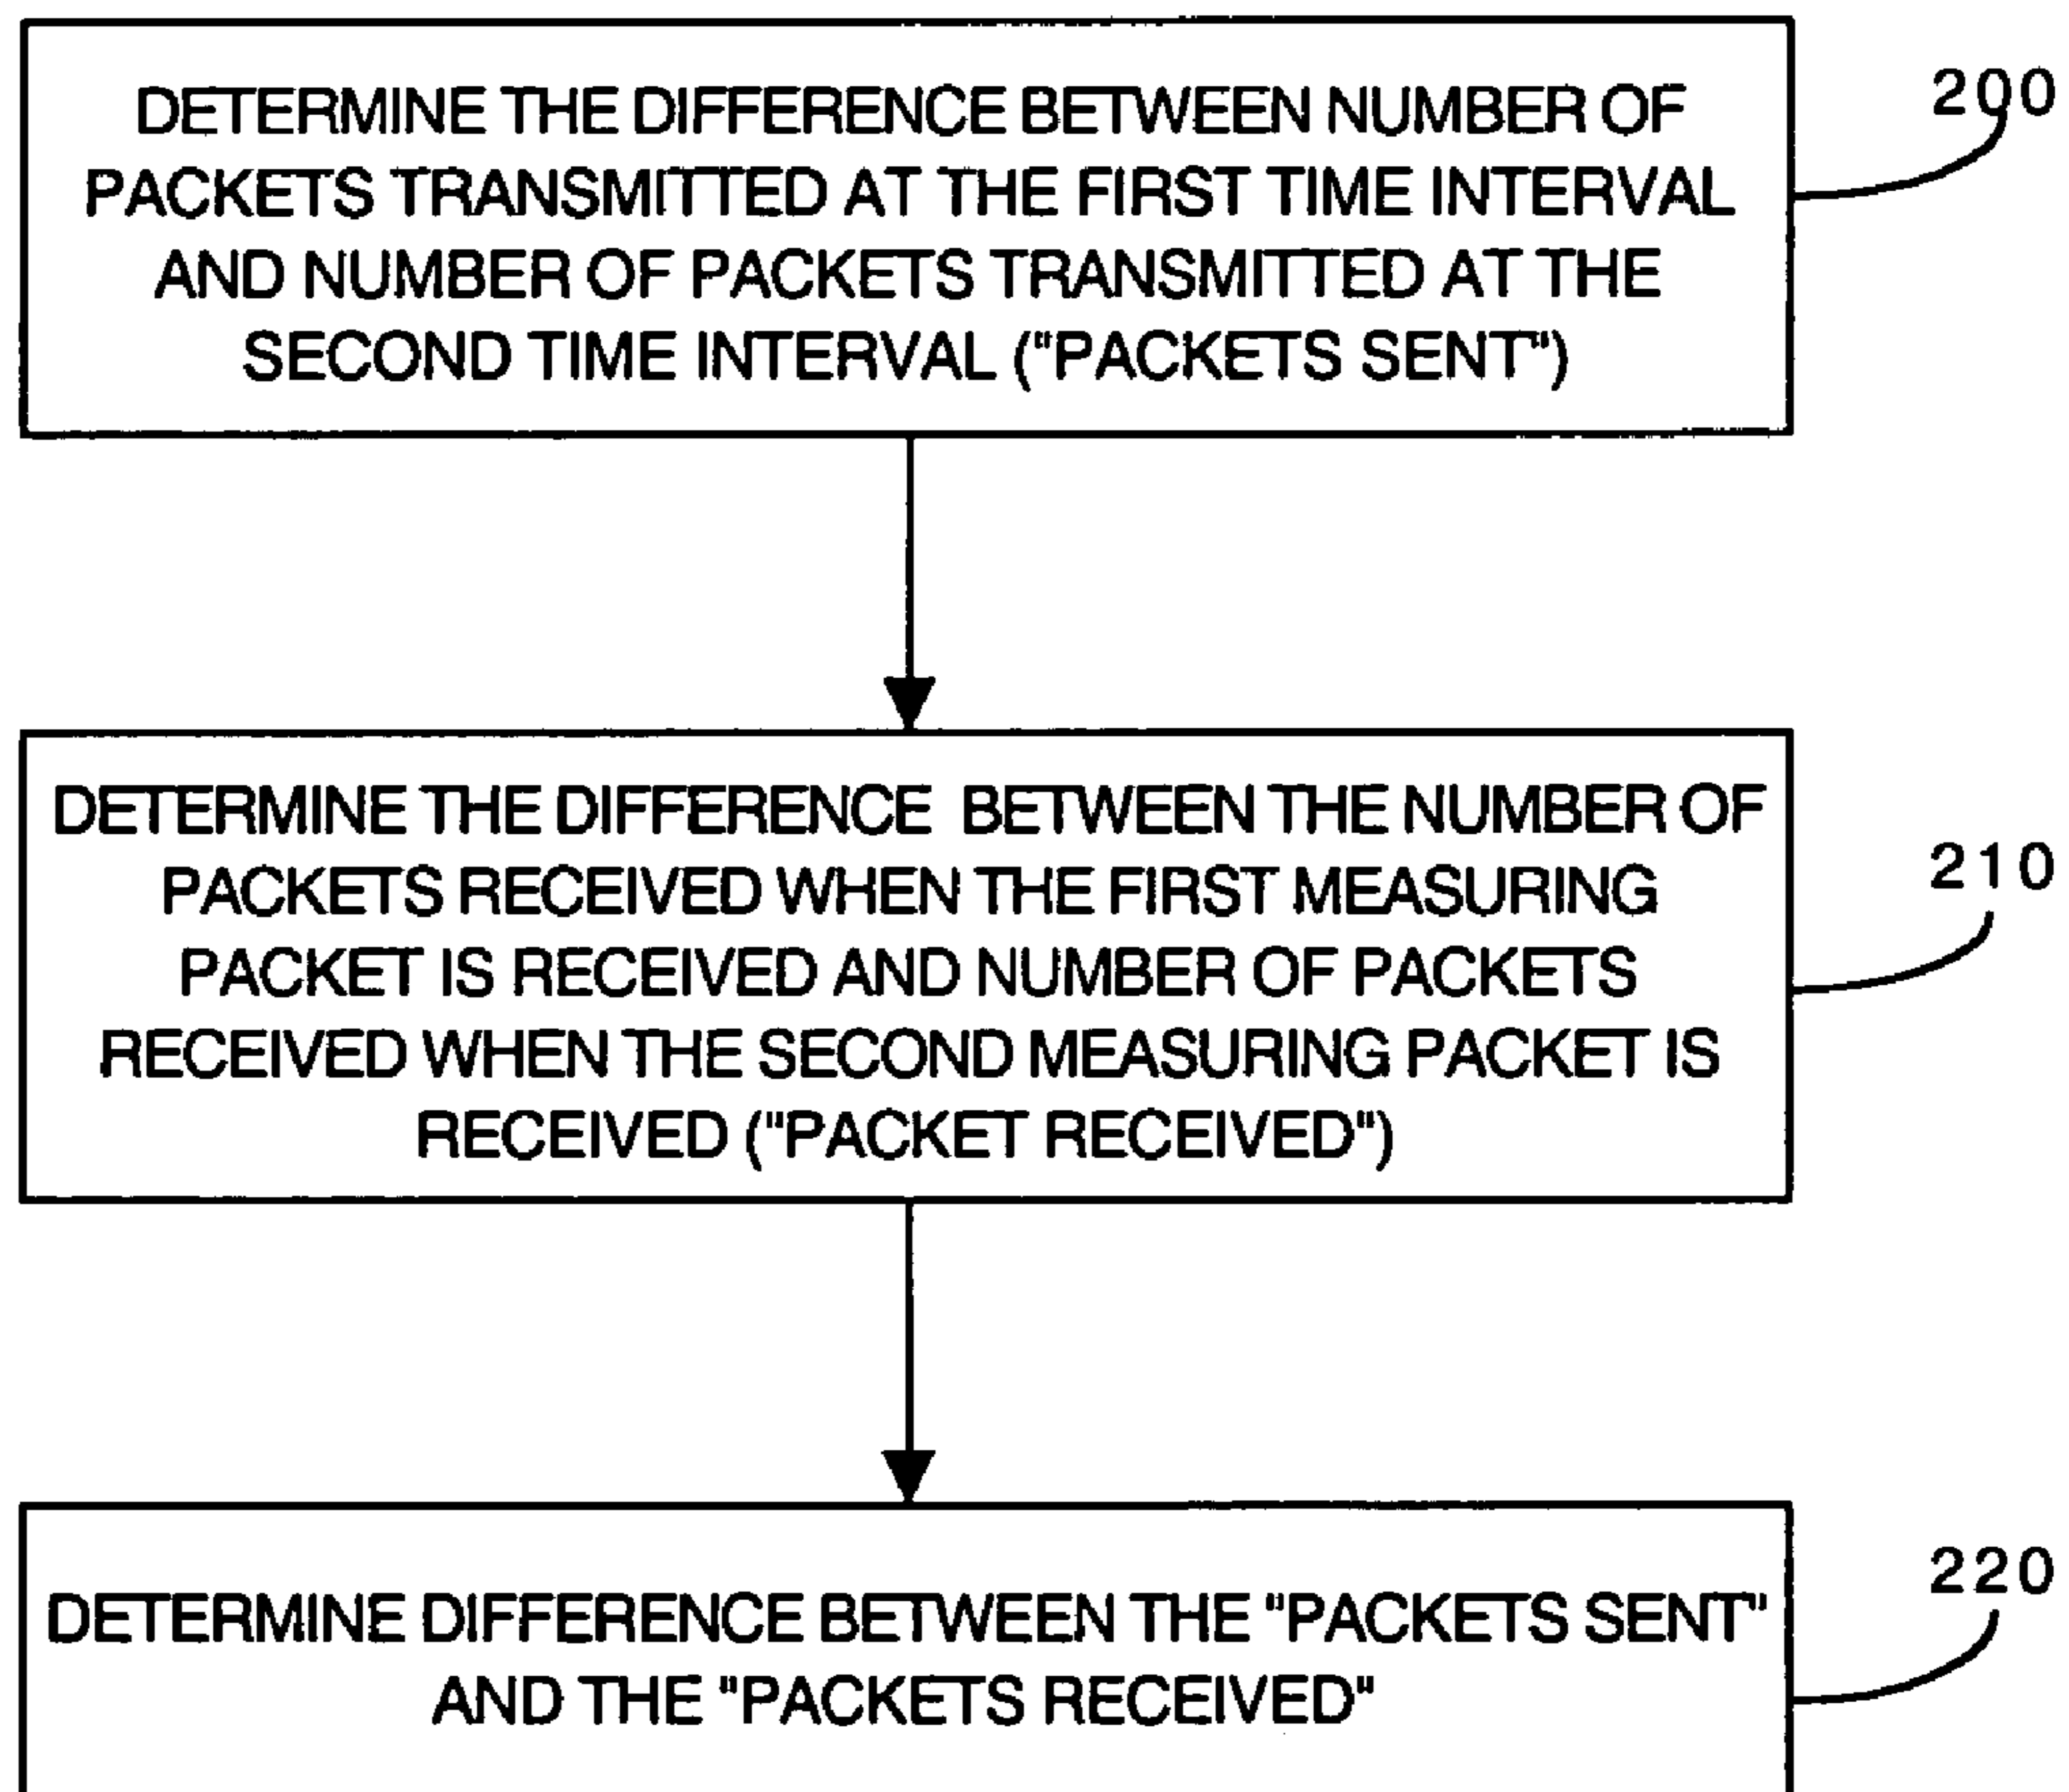 DETERMINE THE DIFFERENCE BETWEEN NUMBER OF
PACKETS TRANSMITTED AT THE FIRST TIME INTERVAL
AND NUMBER OF PACKETS TRANSMITTED AT THE
SECOND TIME INTERVAL ("PACKETS SENT")
200
DETERMINE THE DIFFERENCE BETWEEN THE NUMBER OF
PACKETS RECEIVED WHEN THE FIRST MEASURING
PACKET IS RECEIVED AND NUMBER OF PACKETS
RECEIVED WHEN THE SECOND MEASURING PACKET IS
RECEIVED ("PACKET RECEIVED")
210
DETERMINE DIFFERENCE BETWEEN THE "PACKETS SENT"
AND THE "PACKETS RECEIVED"
220